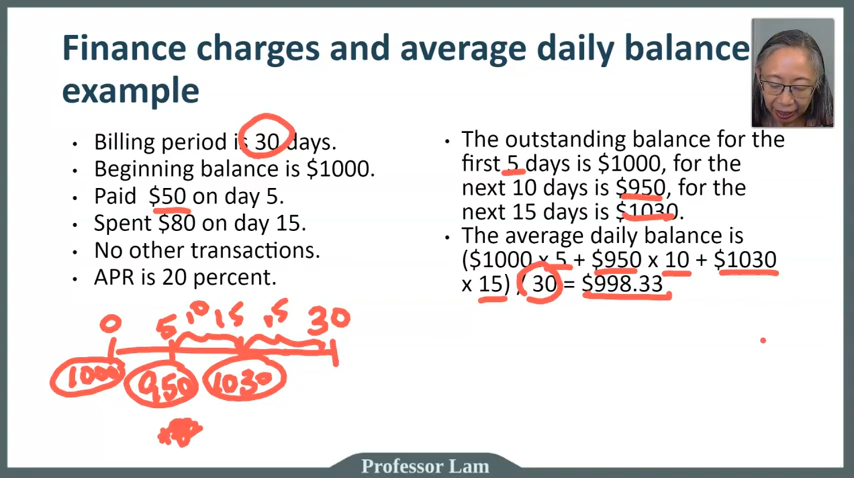 Finance charges and average daily balance
example
• Billing period is 30 days.
• Beginning balance is $1000.
• Paid $50 on day 5.
• Spent $80 on day 15.
• No other transactions.
• APR is 20 percent.
0 5 10 15 15 30
1000 950 1030
• The outstanding balance for the
first 5 days is $1000, for the
next 10 days is $950, for the
next 15 days is $1030.
• The average daily balance is
($1000 x 5 + $950 x 10 + $1030
x 15) / 30 = $998.33
Professor Lam